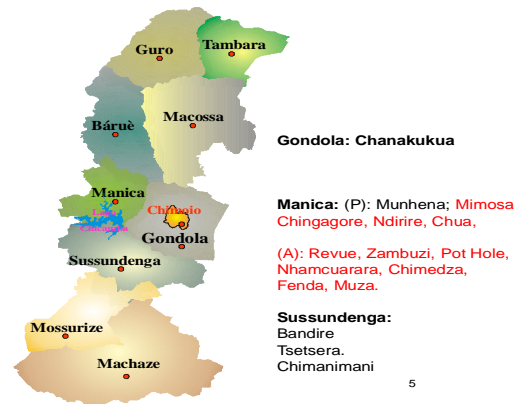 Guro
Tambara
Báruè
Macossa
Manica
Chimoio
Gondola
Sussundenga
Mossurize
Machaze
Gondola: Chanakukua
Manica: (P): Munhena; Mimosa
Chingagore, Ndirire, Chua,
(A): Revue, Zambuzi, Pot Hole,
Nhamcuarara, Chimedza,
Fenda, Muza.
Sussundenga:
Bandire
Tsetsera.
Chimanimani
5